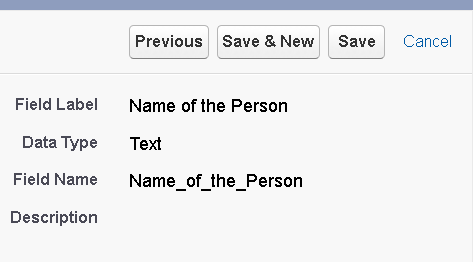 Previous Save & New Save Cancel
Field Label Name of the Person
Data Type Text
Field Name Name_of_the_Person
Description